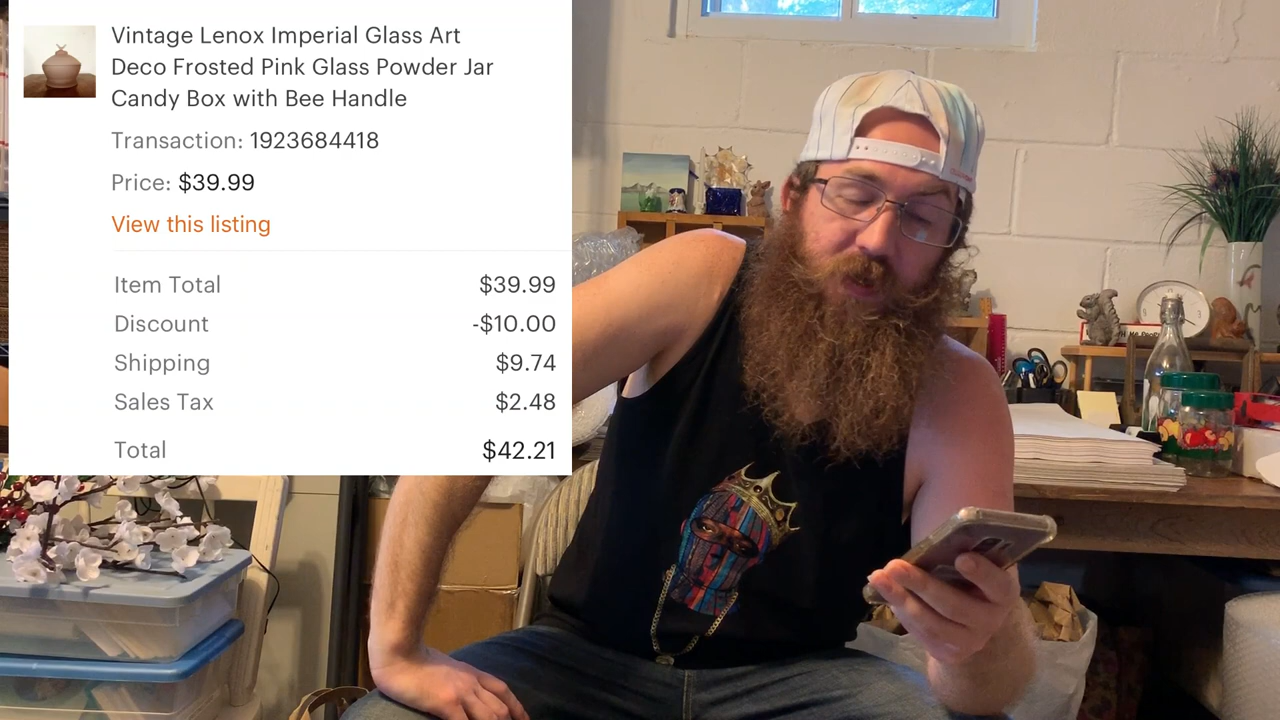 Vintage Lenox Imperial Glass Art
Deco Frosted Pink Glass Powder Jar
Candy Box with Bee Handle
Transaction: 1923684418
Price: $39.99
View this listing
Item Total $39.99
Discount -$10.00
Shipping $9.74
Sales Tax $2.48
Total $42.21